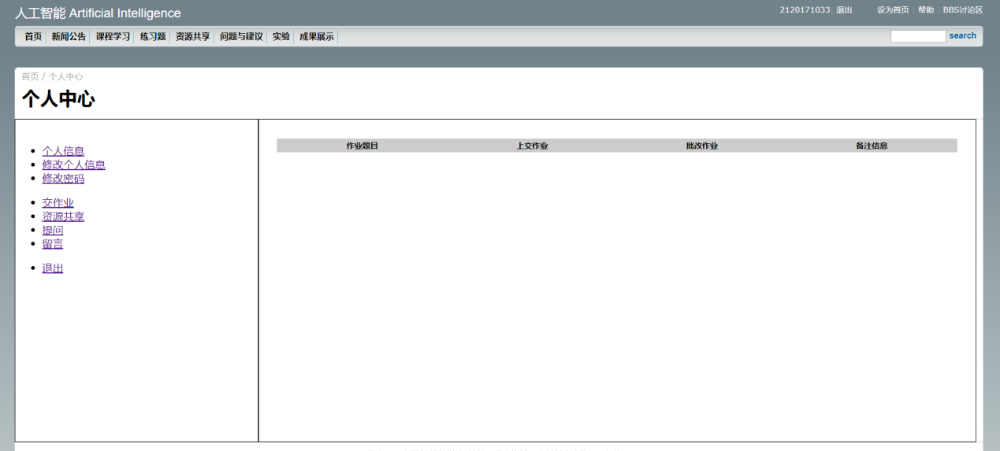 人工智能 Artificial Intelligence
2120171033 退出 设为首页 帮助 BBS讨论区
首页 新闻公告 课程学习 练习题 资源共享 问题与建议 实验 成果展示 search
首页 / 个人中心
个人中心
个人信息
修改个人信息
修改密码
交作业
资源共享
提问
留言
退出
作业题目 上交作业 批改作业 备注信息